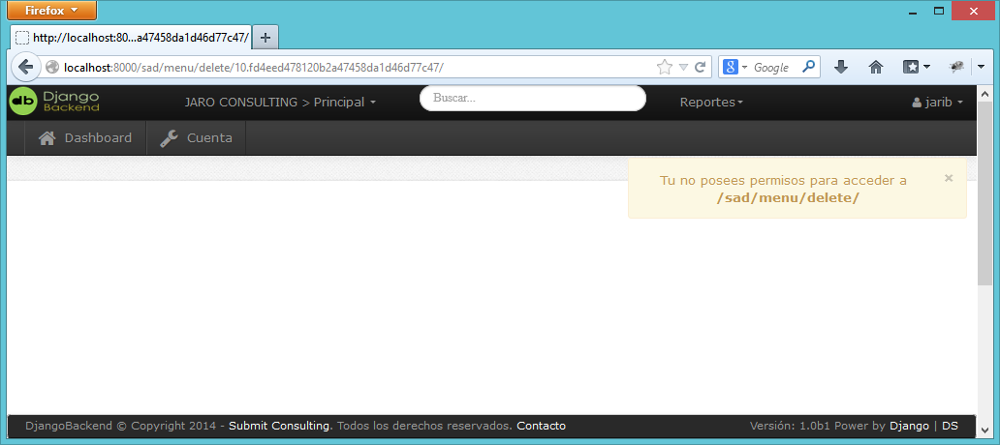 Firefox
http://localhost:80...a47458da1d46d77c47/
localhost:8000/sad/menu/delete/10.fd4eed478120b2a47458da1d46d77c47/
Google
db Django Backend
JARO CONSULTING > Principal
Buscar...
Reportes
jarib
Dashboard
Cuenta
Tu no posees permisos para acceder a
/sad/menu/delete/
×
DjangoBackend © Copyright 2014 - Submit Consulting. Todos los derechos reservados. Contacto
Versión: 1.0b1 Power by Django | DS